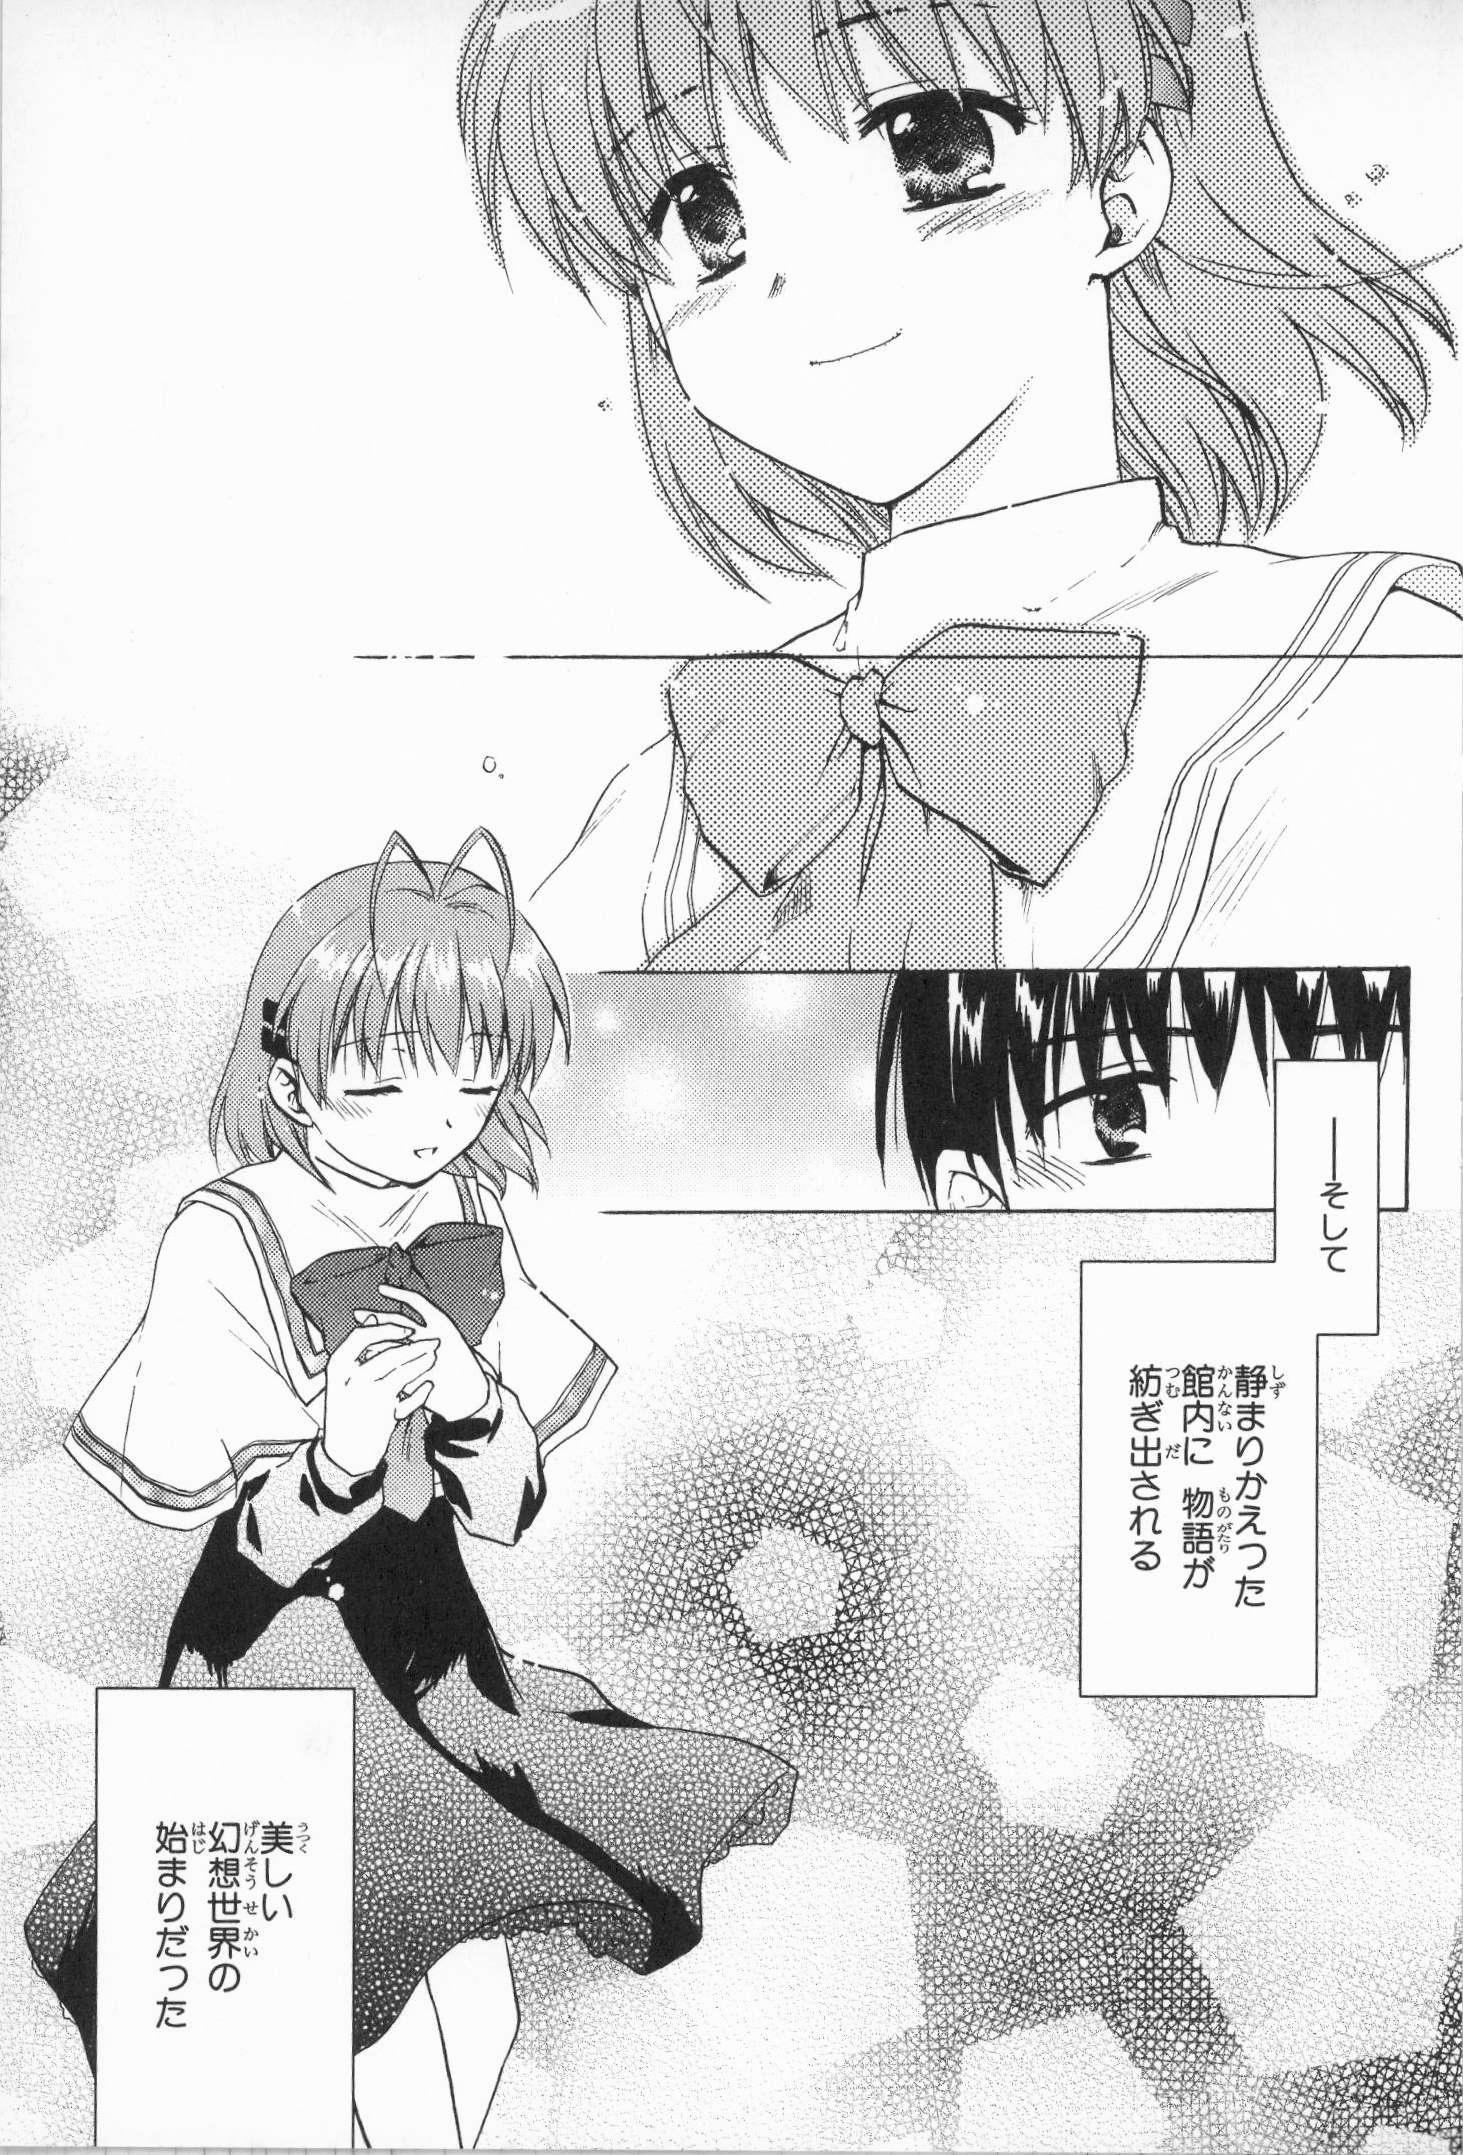 ──そして
静まりかえった
館内に 物語が
紡ぎ出される
美しい
幻想世界の
始まりだった